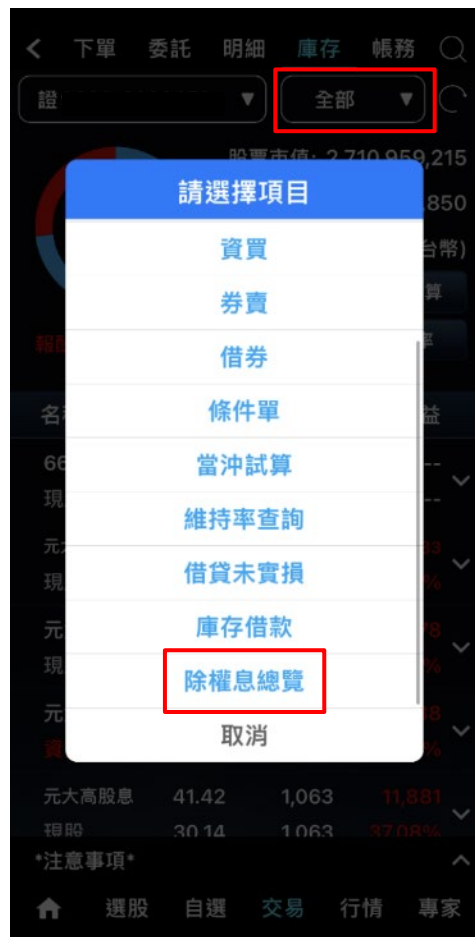 下單 委託 明細 庫存 帳務
證 ▼ 全部 ▼
股票市值: 2,710,959,215
請選擇項目
,850
資買
台幣)
券賣
算
借券
條件單
益
當沖試算
--
66
現
--
維持率查詢
元
借貸未實損
現
%
庫存借款
元
現
%
除權息總覽
元
取消
資
%
元大高股息 41.42 1,063 11,881
現股 30.14 1,063 37.08%
*注意事項*
選股 自選 交易 行情 專家